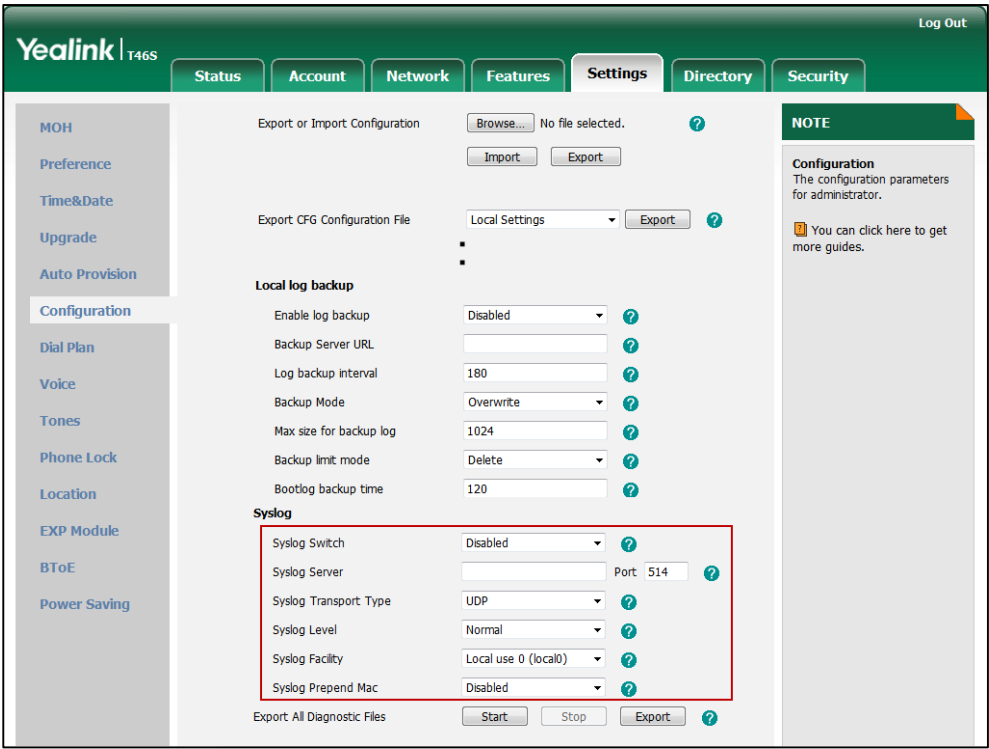 Log Out
Yealink T46S
Status Account Network Features Settings Directory Security
MOH
Preference
Time&Date
Upgrade
Auto Provision
Configuration
Dial Plan
Voice
Tones
Phone Lock
Location
EXP Module
BToE
Power Saving
Export or Import Configuration Browse... No file selected. ?
Import Export
Export CFG Configuration File Local Settings Export ?
Local log backup
Enable log backup Disabled ?
Backup Server URL ?
Log backup interval 180 ?
Backup Mode Overwrite ?
Max size for backup log 1024 ?
Backup limit mode Delete ?
Bootlog backup time 120 ?
Syslog
Syslog Switch Disabled ?
Syslog Server Port 514 ?
Syslog Transport Type UDP ?
Syslog Level Normal ?
Syslog Facility Local use 0 (local0) ?
Syslog Prepend Mac Disabled ?
Export All Diagnostic Files Start Stop Export ?
NOTE
Configuration
The configuration parameters
for administrator.
? You can click here to get
more guides.